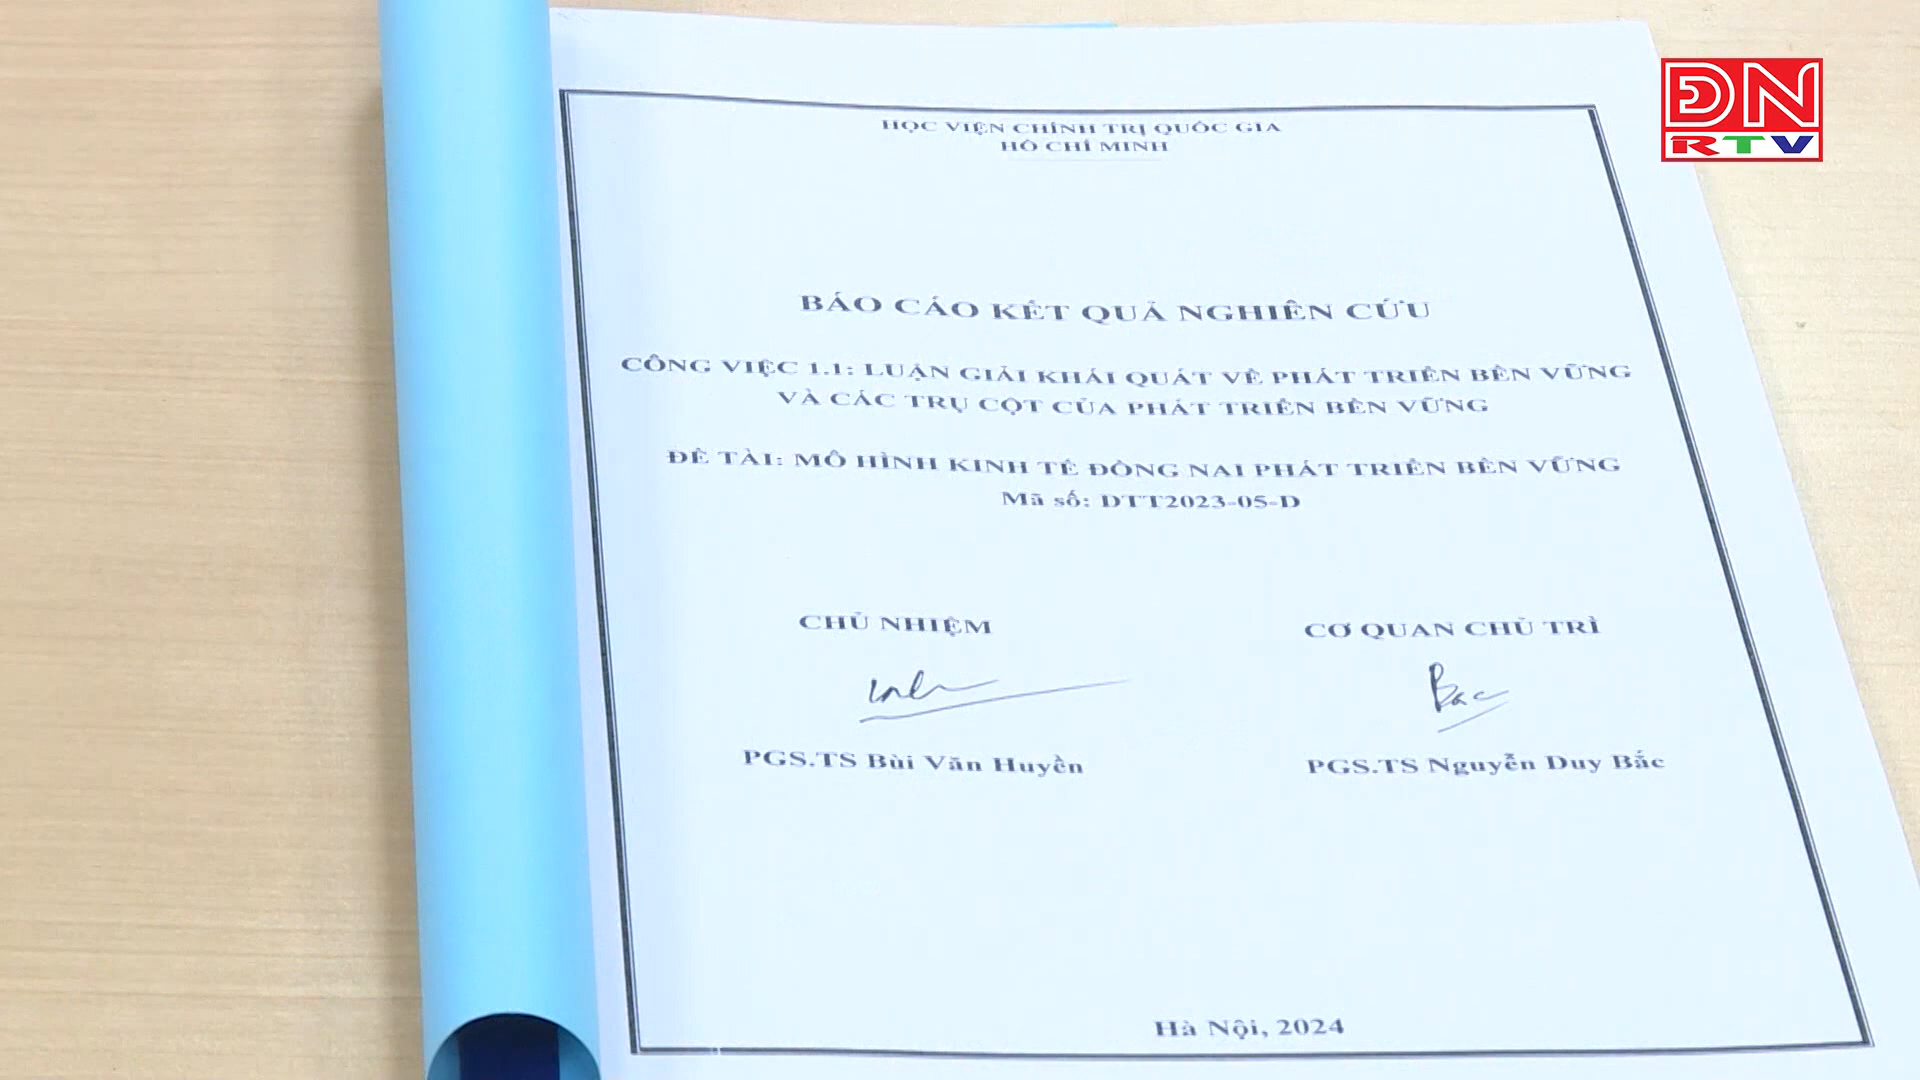 ĐN
RTV
HỌC VIỆN CHÍNH TRỊ QUỐC GIA
HỒ CHÍ MINH
BÁO CÁO KẾT QUẢ NGHIÊN CỨU
CÔNG VIỆC 1.1: LUẬN GIẢI KHÁI QUÁT VỀ PHÁT TRIỂN BỀN VỮNG
VÀ CÁC TRỤ CỘT CỦA PHÁT TRIỂN BỀN VỮNG
ĐỀ TÀI: MÔ HÌNH KINH TẾ ĐỒNG NAI PHÁT TRIỂN BỀN VỮNG
Mã số: DTT2023-05-D
CHỦ NHIỆM
CƠ QUAN CHỦ TRÌ
Bac
PGS.TS Bùi Văn Huyền
PGS.TS Nguyễn Duy Bắc
Hà Nội, 2024